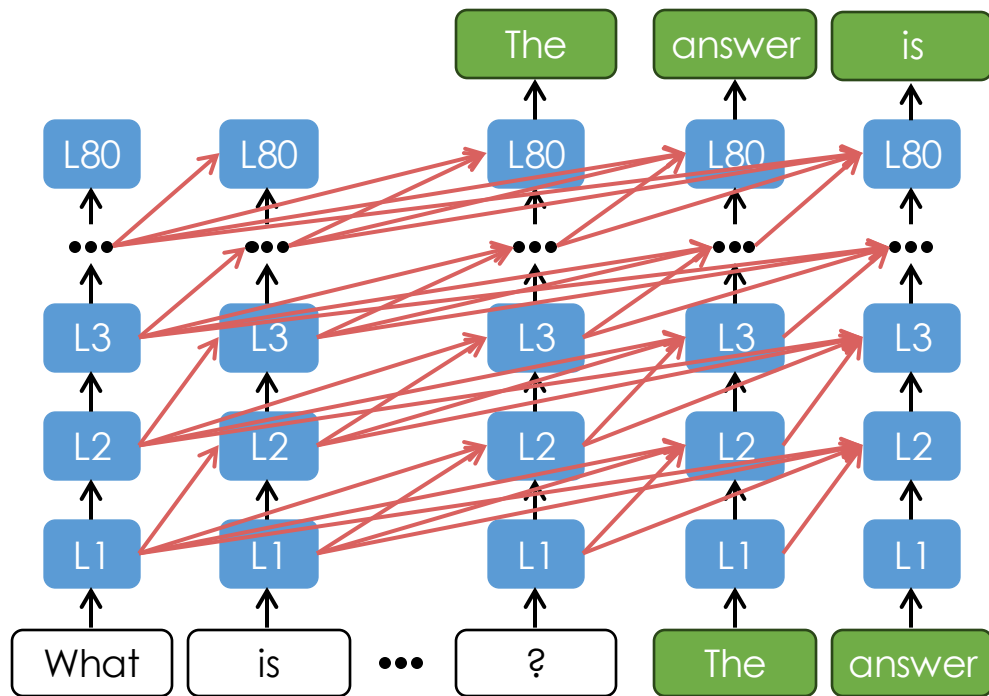 The answer is
L80 L80 L80 L80 L80
••• ••• ••• ••• •••
L3 L3 L3 L3 L3
L2 L2 L2 L2 L2
L1 L1 L1 L1 L1
What is ••• ? The answer